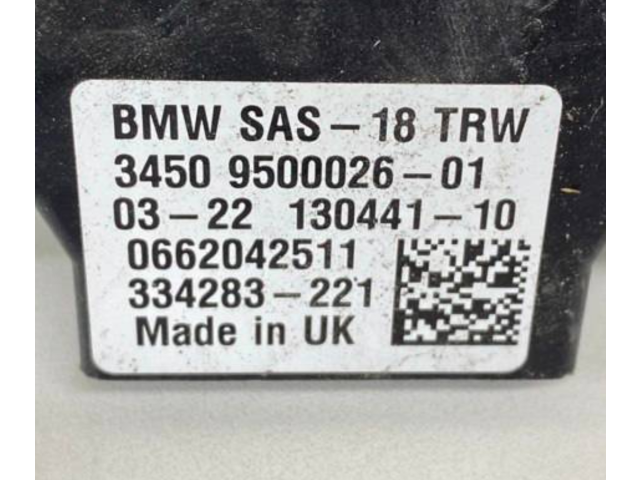 BMW SAS-18 TRW
3450 9500026-01
03-22 130441-10
0662042511
334283-221
Made in UK